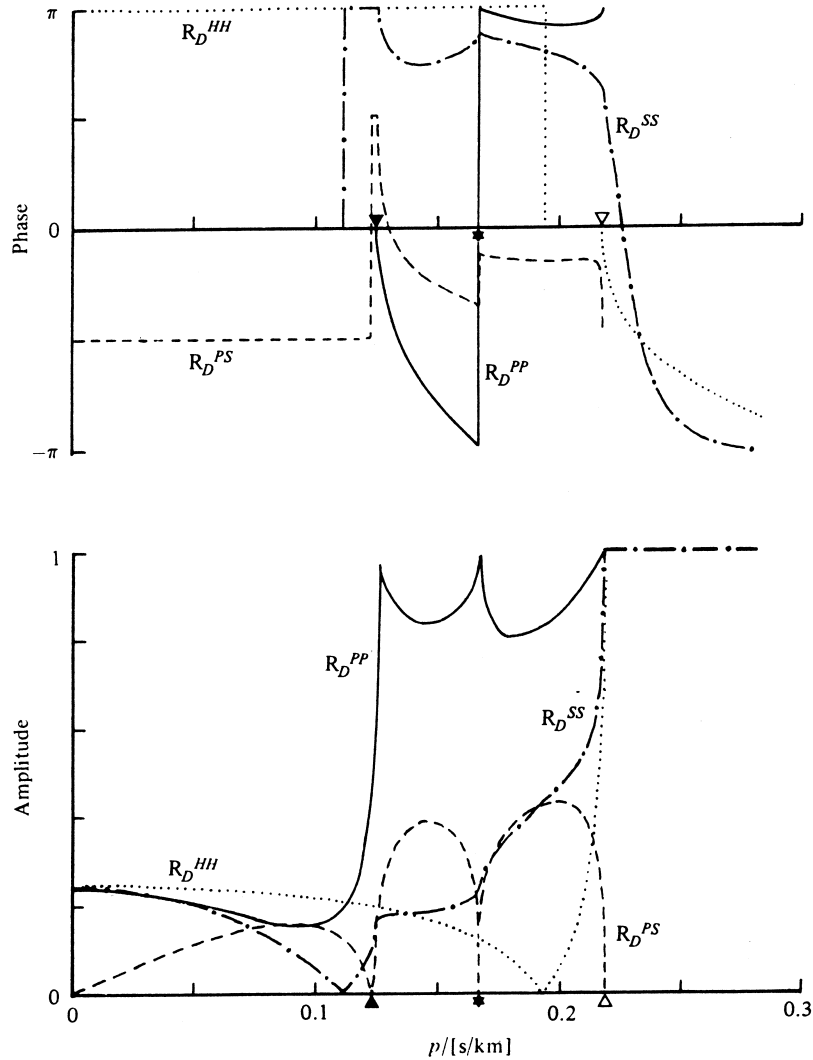 π
R_D^HH
R_D^SS
0
Phase
R_D^PS
R_D^PP
−π
1
R_D^PP
R_D^SS
Amplitude
R_D^HH
R_D^PS
0
0
0.1
0.2
0.3
p/[s/km]